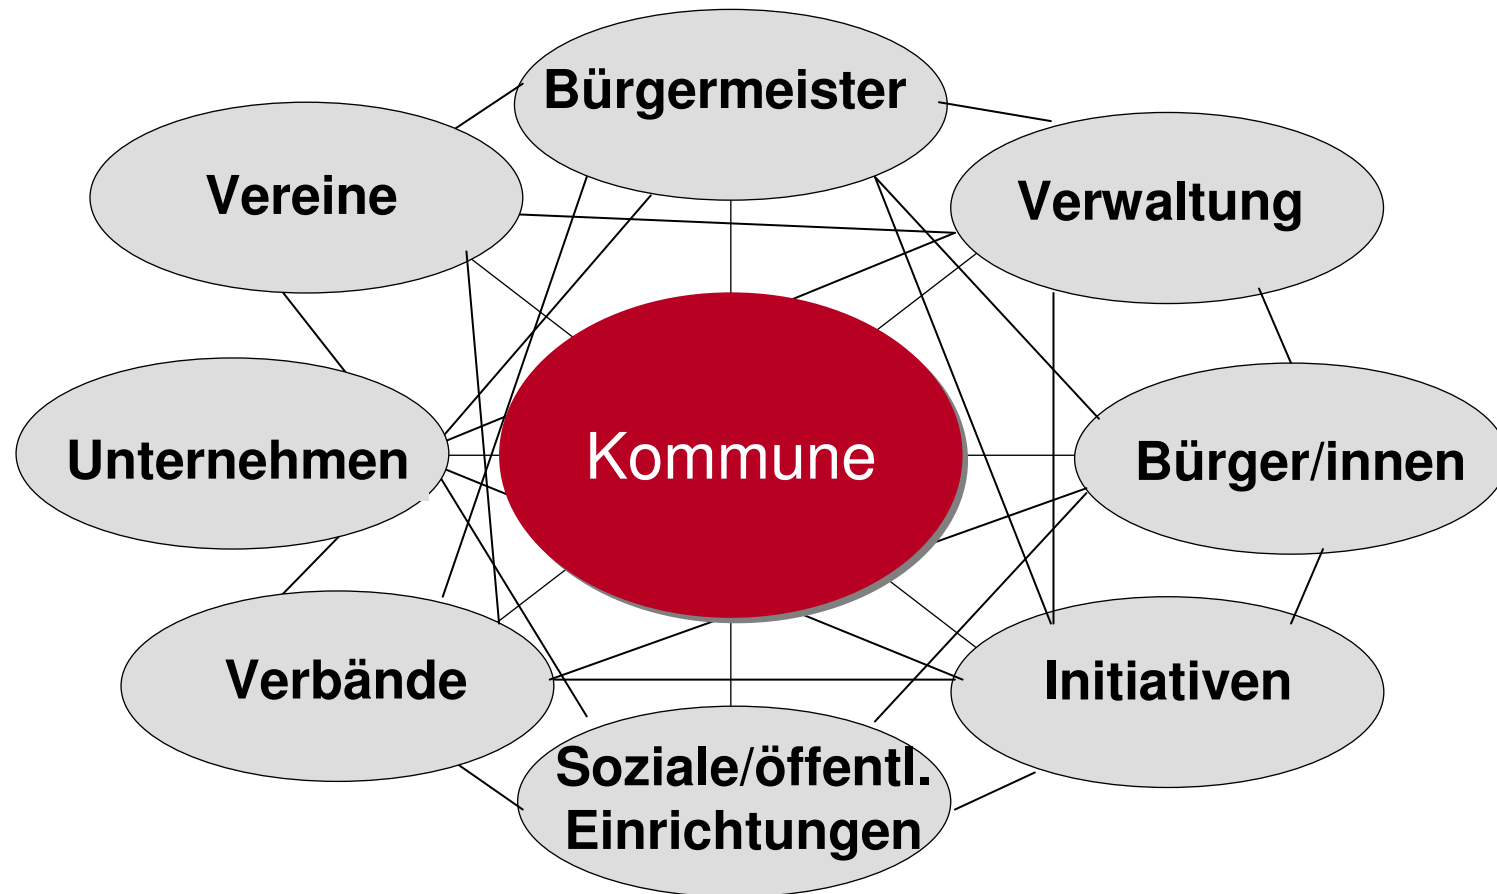 Bürgermeister
Vereine
Verwaltung
Unternehmen
Kommune
Bürger/innen
Verbände
Initiativen
Soziale/öffentl.
Einrichtungen